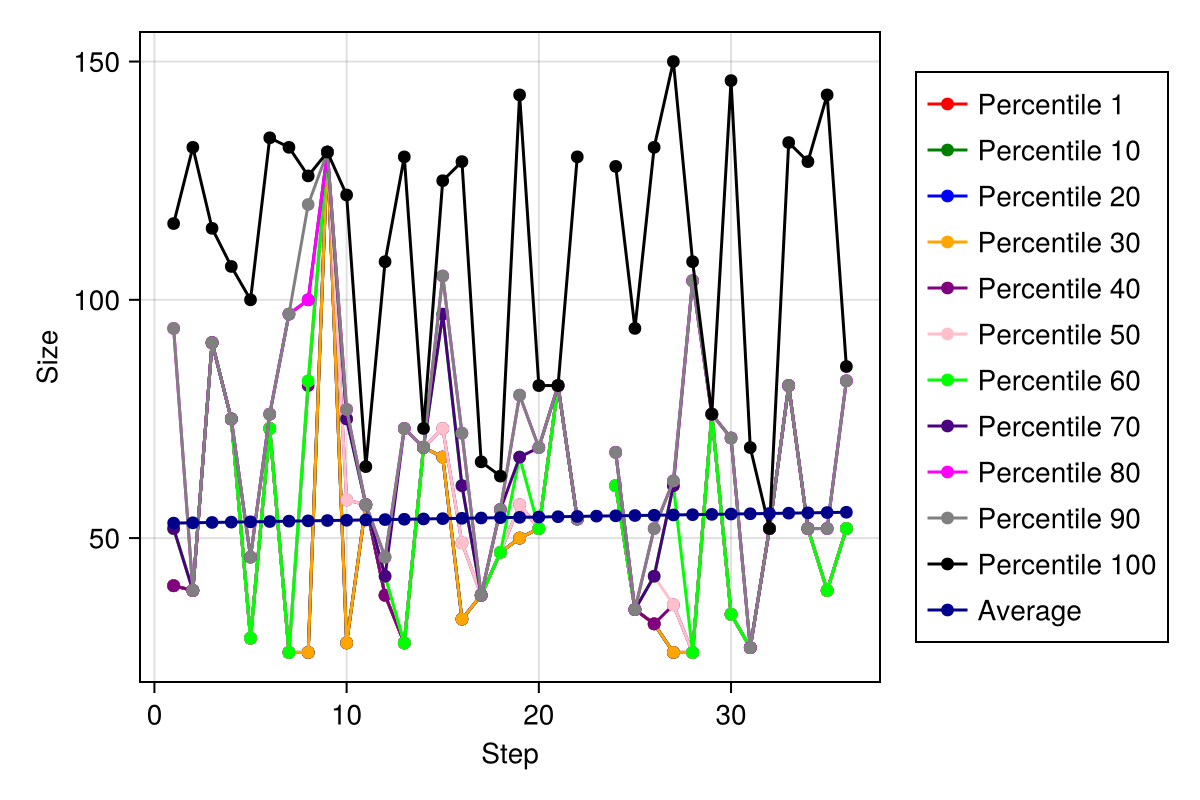 150
100
50
Size
0
10
20
30
Step
Percentile 1
Percentile 10
Percentile 20
Percentile 30
Percentile 40
Percentile 50
Percentile 60
Percentile 70
Percentile 80
Percentile 90
Percentile 100
Average